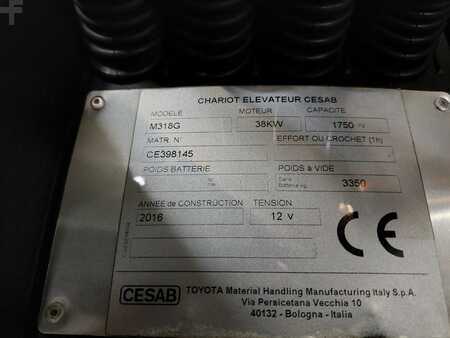 CHARIOT ELEVATEUR CESAB
MODELE MOTEUR CAPACITE
M318G 38KW 1750 kg
MATR. N° EFFORT OU CROCHET (1h)
CE398145
POIDS BATTERIE POIDS à VIDE
3350
ANNEE de CONSTRUCTION TENSION
2016 12 v
CE
CESAB TOYOTA Material Handling Manufacturing Italy S.p.A.
Via Persicetana Vecchia 10
40132 - Bologna - Italia